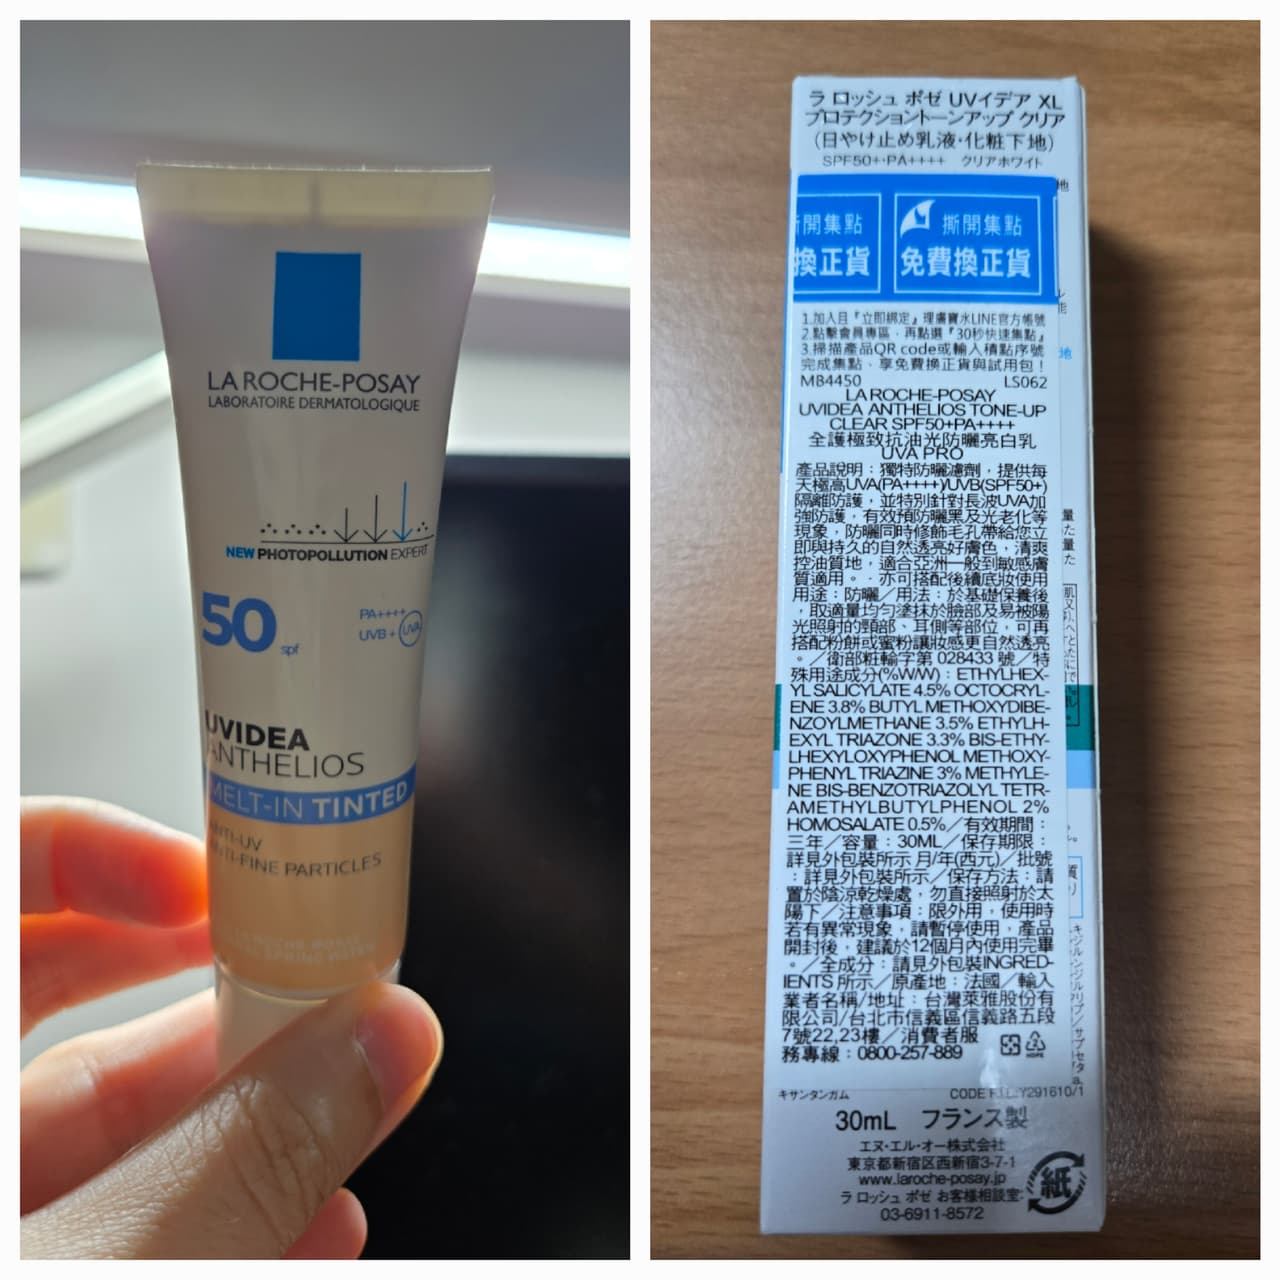 LA ROCHE-POSAY
LABORATOIRE DERMATOLOGIQUE
NEW PHOTOPOLLUTION EXPERT
50 spf
PA++++
UVB + UVA
UVIDEA
ANTHELIOS
MELT-IN TINTED
ANTI-UV
ANTI-FINE PARTICLES
LA ROCHE-POSAY
SPRING WATER
ラ ロッシュ ポゼ UVイデア XL
プロテクショントーンアップ クリア
(日やけ止め乳液・化粧下地)
SPF50+・PA++++ クリアホワイト
撕開集點 撕開集點
換正貨 免費換正貨
1.加入且『立即綁定』理膚寶水LINE官方帳號
2.點擊會員專區，再點選『30秒快速集點』
3.掃描產品QR code或輸入積點序號
完成集點、享免費換正貨與試用包！
MB4450 LS062
LA ROCHE-POSAY
UVIDEA ANTHELIOS TONE-UP
CLEAR SPF50+PA++++
全護極致抗油光防曬亮白乳
UVA PRO
產品說明：獨特防曬濾劑，提供每
天極高UVA(PA++++)/UVB(SPF50+)
隔離防護，並特別針對長波UVA加
強防護，有效預防曬黑及光老化等
現象，防曬同時修飾毛孔帶給您立
即與持久的自然透亮好膚色，清爽
控油質地，適合亞洲一般到敏感膚
質適用。．亦可搭配後續底妝使用
用途：防曬／用法：於基礎保養後
，取適量均勻塗抹於臉部及易被陽
光照射的頸部、耳側等部位，可再
搭配粉餅或蜜粉讓妝感更自然透亮
。／衛部粧輸字第 028433 號／特
殊用途成分(%W/W)：ETHYLHEX-
YL SALICYLATE 4.5% OCTOCRYL-
ENE 3.8% BUTYL METHOXYDIBE-
NZOYLMETHANE 3.5% ETHYLH-
EXYL TRIAZONE 3.3% BIS-ETHY-
LHEXYLOXYPHENOL METHOXY-
PHENYL TRIAZINE 3% METHYLE-
NE BIS-BENZOTRIAZOLYL TETR-
AMETHYLBUTYLPHENOL 2%
HOMOSALATE 0.5%／有效期間：
三年／容量：30ML／保存期限：
詳見外包裝所示 月/年(西元)／批號
：詳見外包裝所示／保存方法：請
置於陰涼乾燥處，勿直接照射於太
陽下／注意事項：限外用，使用時
若有異常現象，請暫停使用，產品
開封後，建議於12個月內使用完畢
。／全成分：請見外包裝INGRED-
IENTS 所示／原產地：法國／輸入
業者名稱/地址：台灣萊雅股份有
限公司/台北市信義區信義路五段
7號22,23樓／消費者服
務專線：0800-257-889
キサンタンガム
30mL フランス製
エヌ・エル・オー株式会社
東京都新宿区西新宿3-7-1
www.laroche-posay.jp
ラ ロッシュ ポゼ お客様相談室:
03-6911-8572
紙